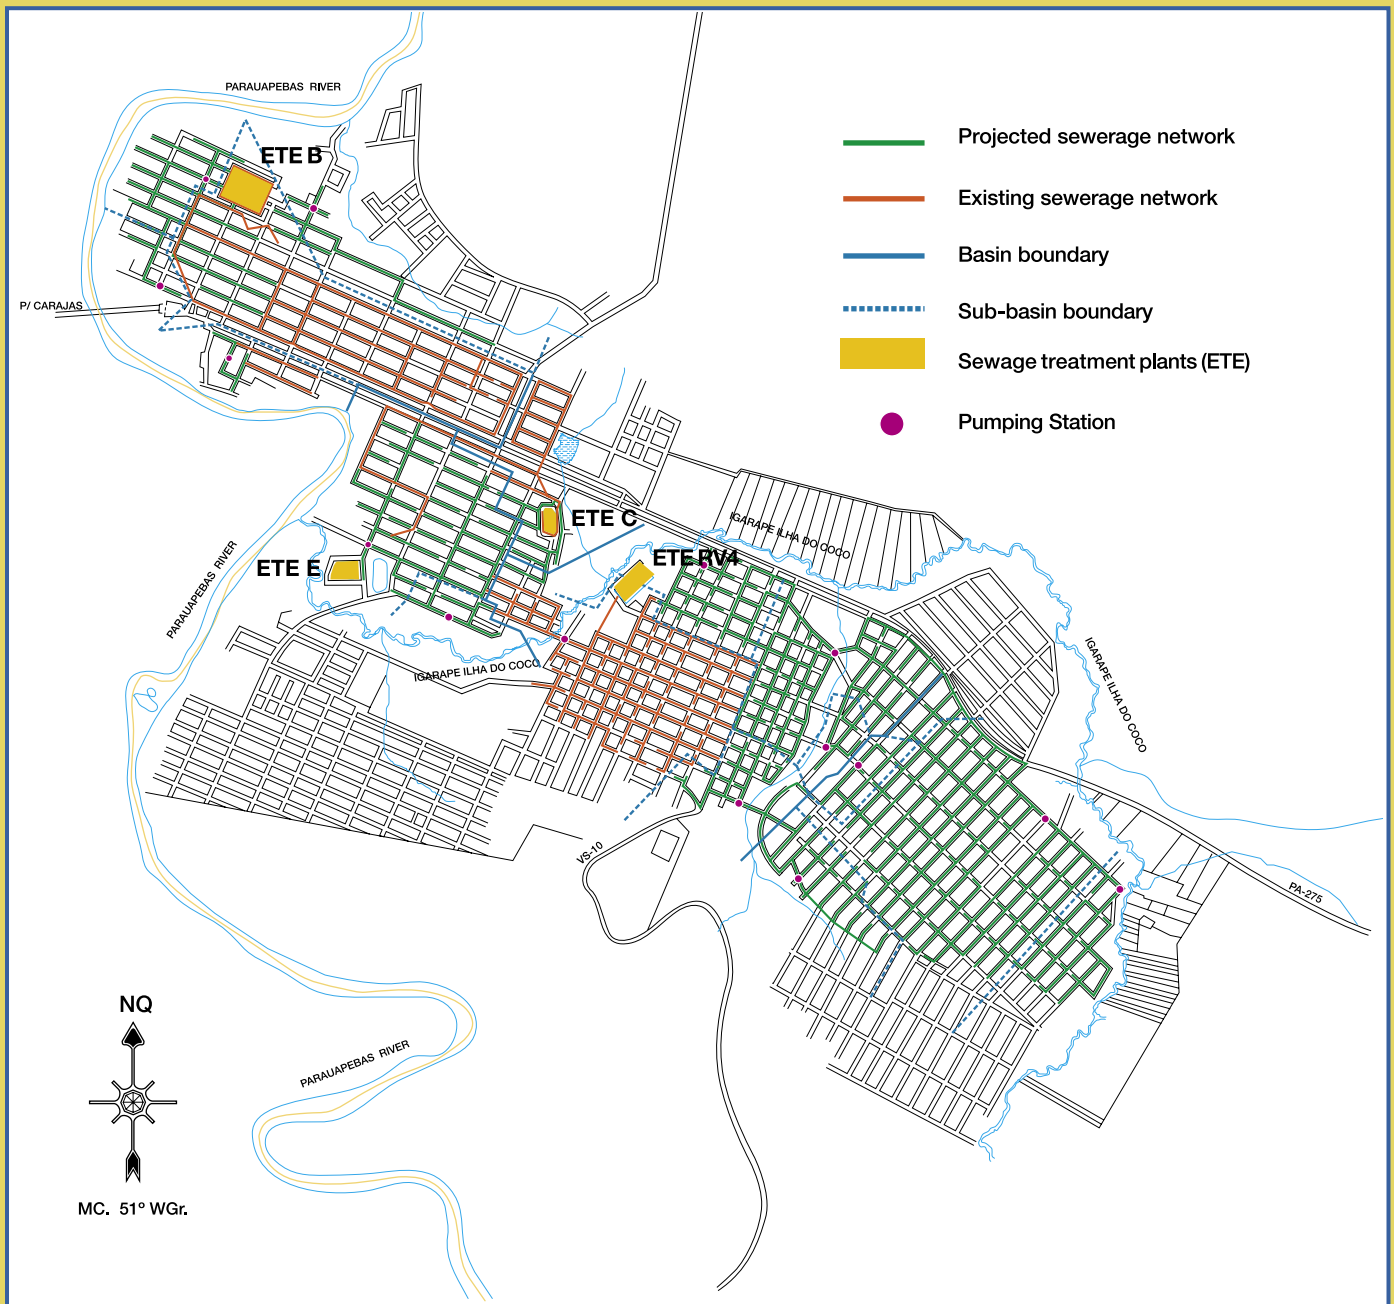 PARAUAPEBAS RIVER
ETE B
Projected sewerage network
Existing sewerage network
Basin boundary
P/ CARAJAS
Sub-basin boundary
Sewage treatment plants (ETE)
Pumping Station
ETE C
IGARAPE ILHA DO COCO
ETE RV4
ETE E
PARAUAPEBAS RIVER
IGARAPE ILHA DO COCO
IGARAPE ILHA DO COCO
VS-10
PA-275
NQ
PARAUAPEBAS RIVER
MC. 51º WGr.